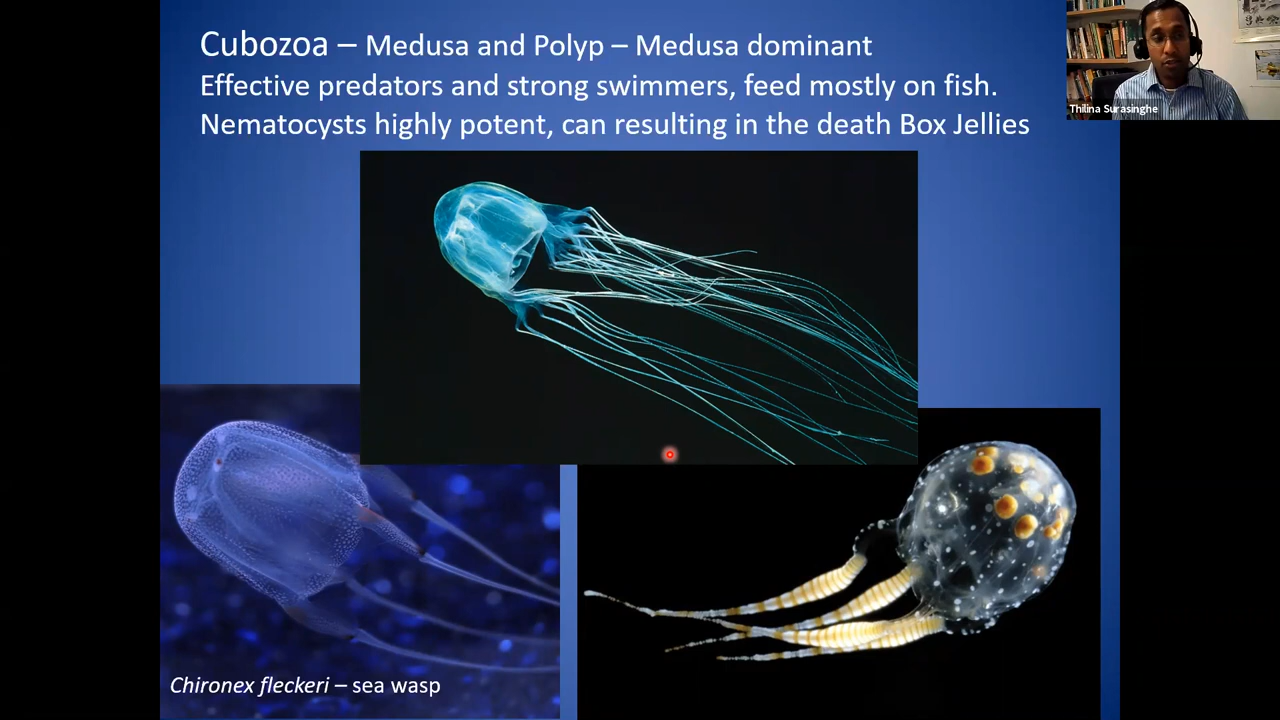 Cubozoa – Medusa and Polyp – Medusa dominant
Effective predators and strong swimmers, feed mostly on fish.
Nematocysts highly potent, can resulting in the death Box Jellies
Thilina Surasinghe
Chironex fleckeri – sea wasp